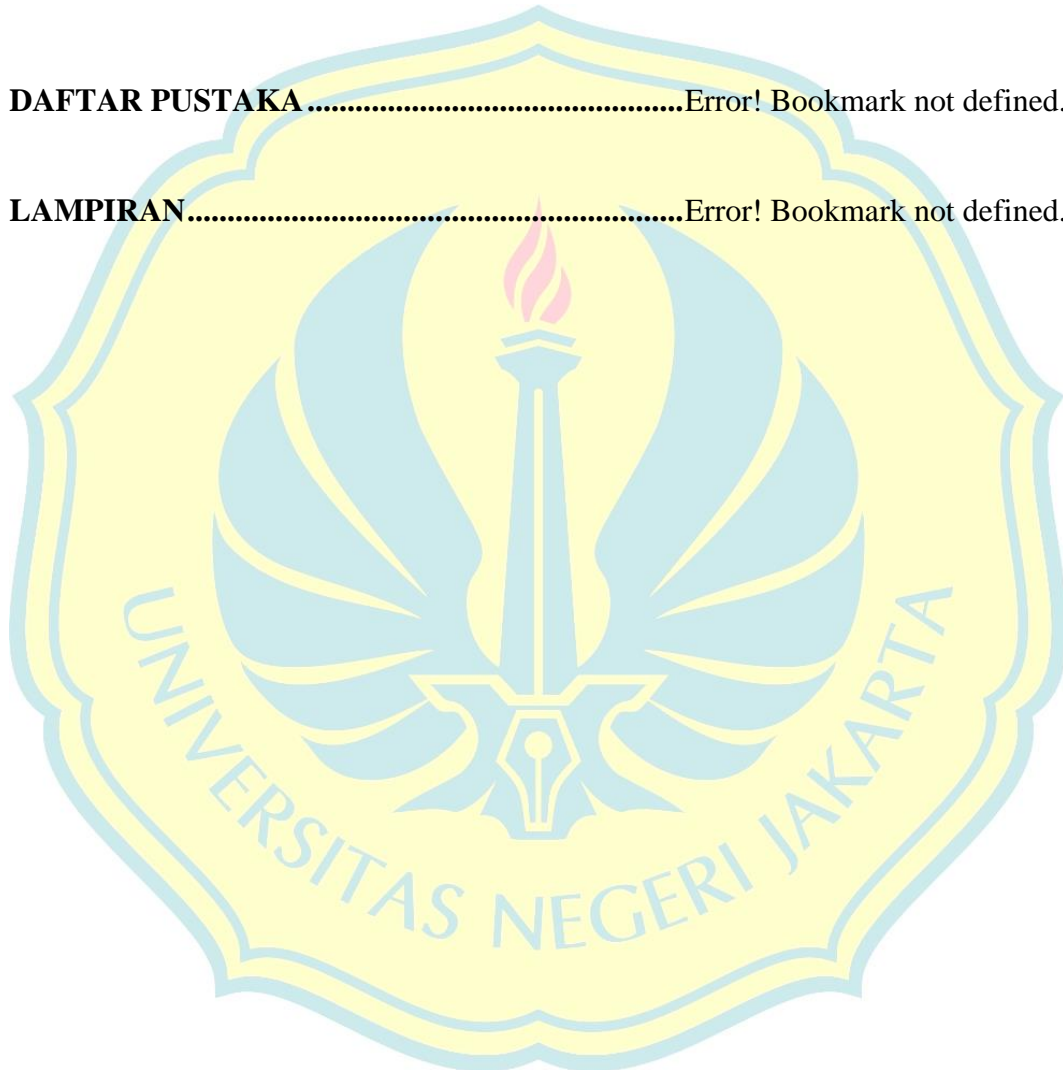 DAFTAR PUSTAKA...................................................Error! Bookmark not defined.
LAMPIRAN...............................................................Error! Bookmark not defined.
UNIVERSITAS NEGERI JAKARTA